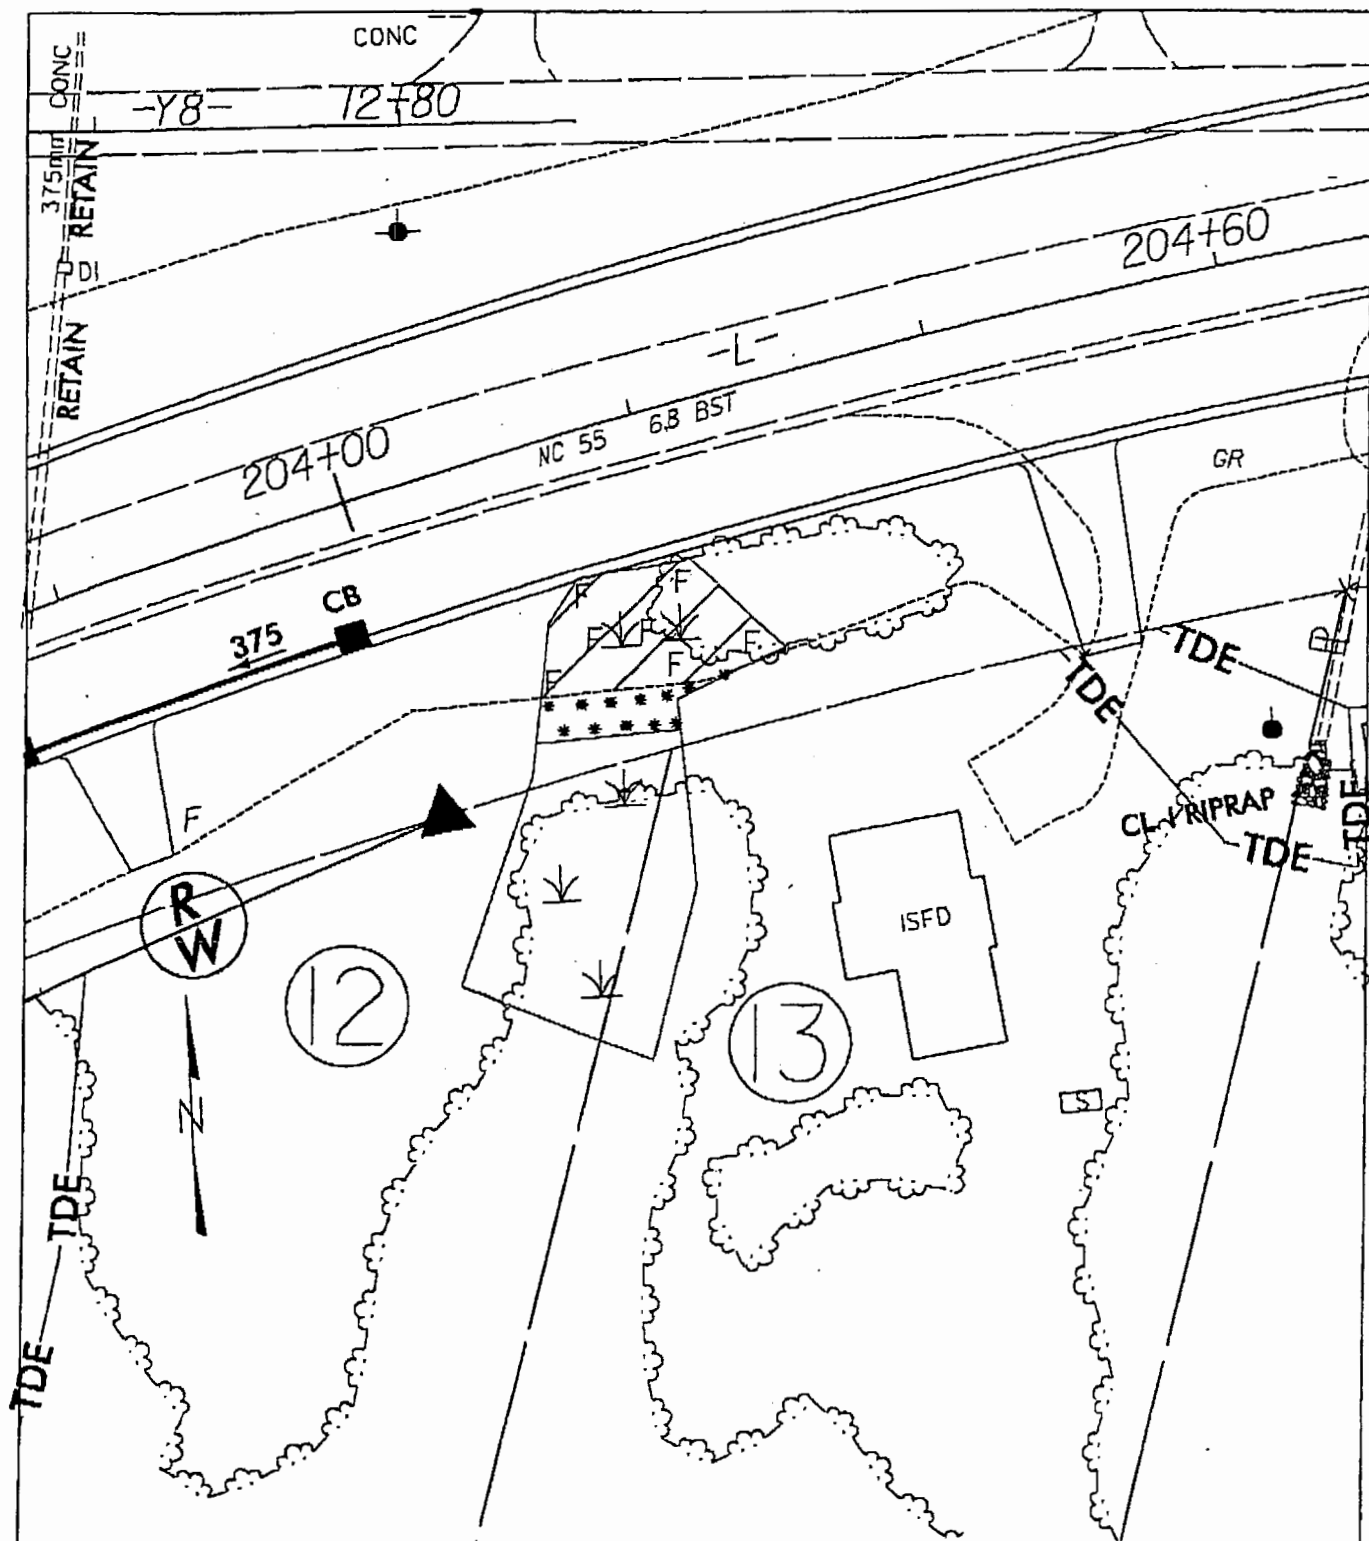 CONC
CONC
-Y8- 12+80
375mm
RETAIN
DI
RETAIN
204+60
-L-
NC 55 6.8 BST
204+00
GR
CB
375
F
F
F
F
F
F
F
TDE
TDE
F
CL I RIPRAP
TDE
TDE
R
W
ISFD
12
13
S
N
TDE
TDE